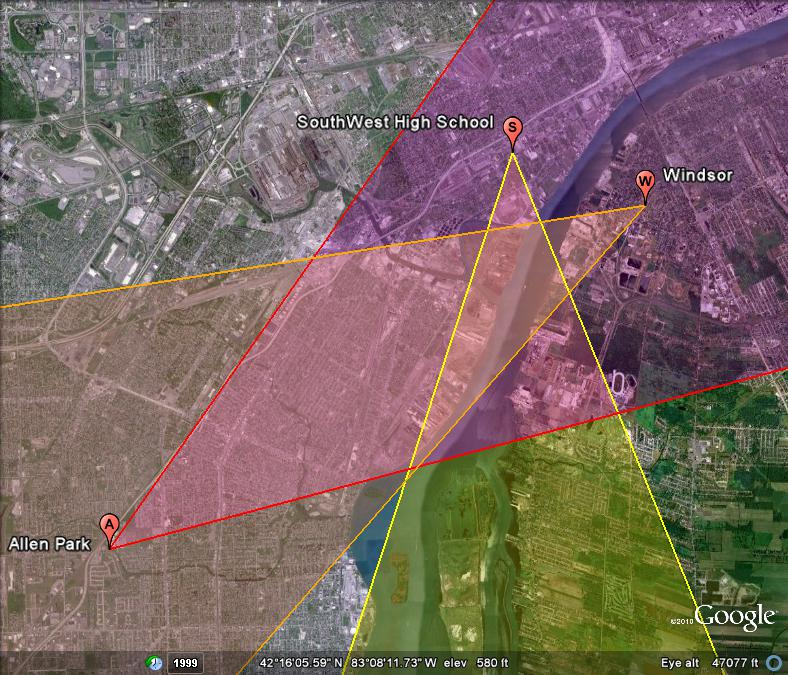 SouthWest High School
S
W
Windsor
A
Allen Park
©2010 Google
1999
42°16'05.59" N 83°08'11.73" W elev 580 ft
Eye alt 47077 ft